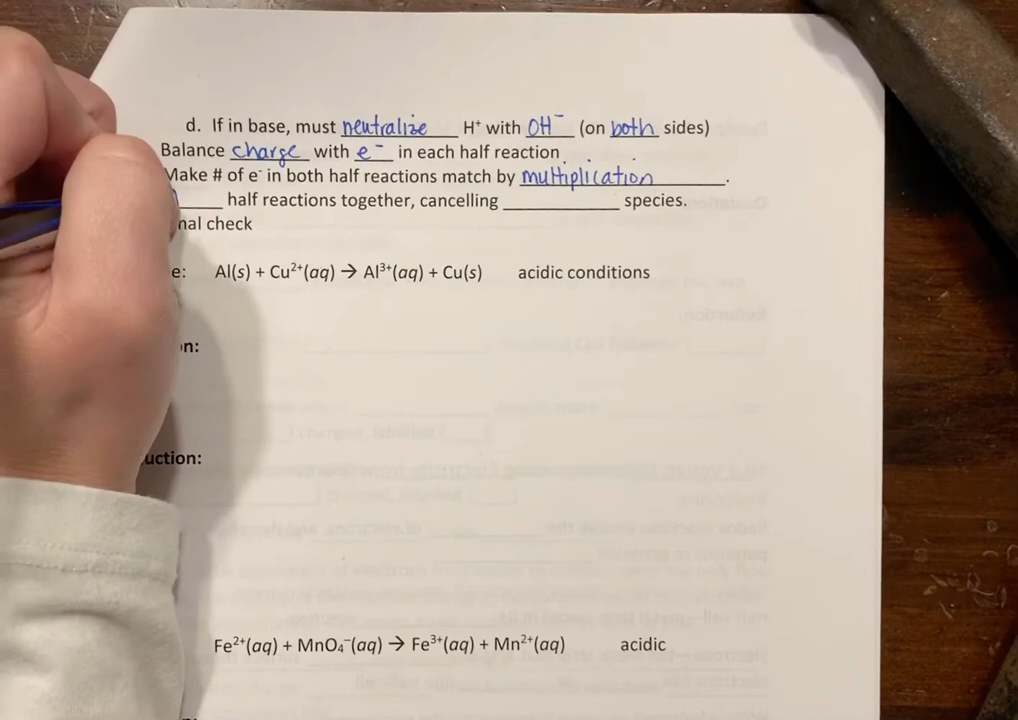 d. If in base, must neutralize H⁺ with OH⁻ (on both sides)
Balance charge with e⁻ in each half reaction
Make # of e⁻ in both half reactions match by multiplication.
half reactions together, cancelling ____________ species.
nal check
e: Al(s) + Cu²⁺(aq) → Al³⁺(aq) + Cu(s) acidic conditions
n:
uction:
Fe²⁺(aq) + MnO₄⁻(aq) → Fe³⁺(aq) + Mn²⁺(aq) acidic